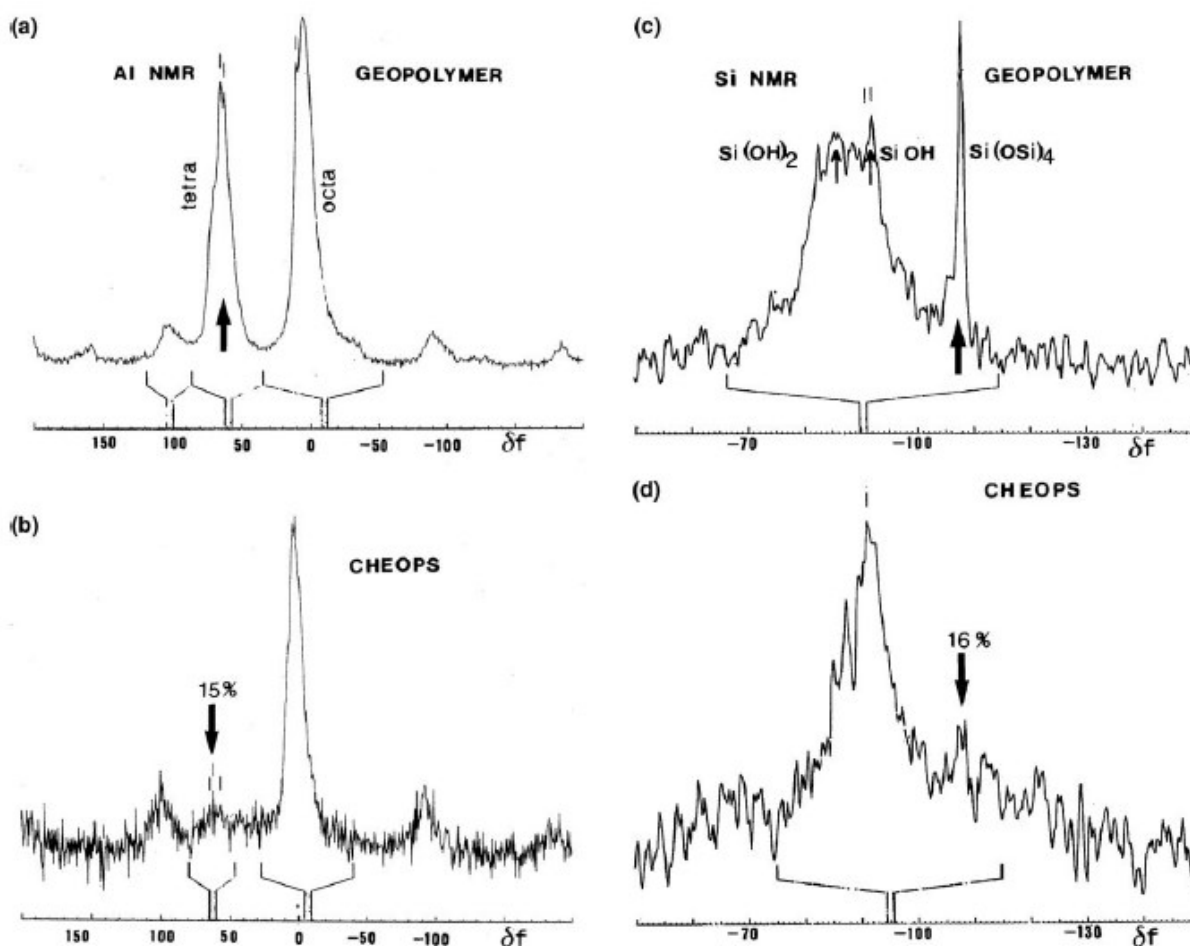 (a)
Al NMR GEOPOLYMER
tetra
octa
150 100 50 0 -50 -100 δf
(b)
CHEOPS
15%
150 100 50 0 -50 -100 δf
(c)
Si NMR GEOPOLYMER
Si(OH)2 SiOH Si(OSi)4
-70 -100 -130 δf
(d)
CHEOPS
16%
-70 -100 -130 δf